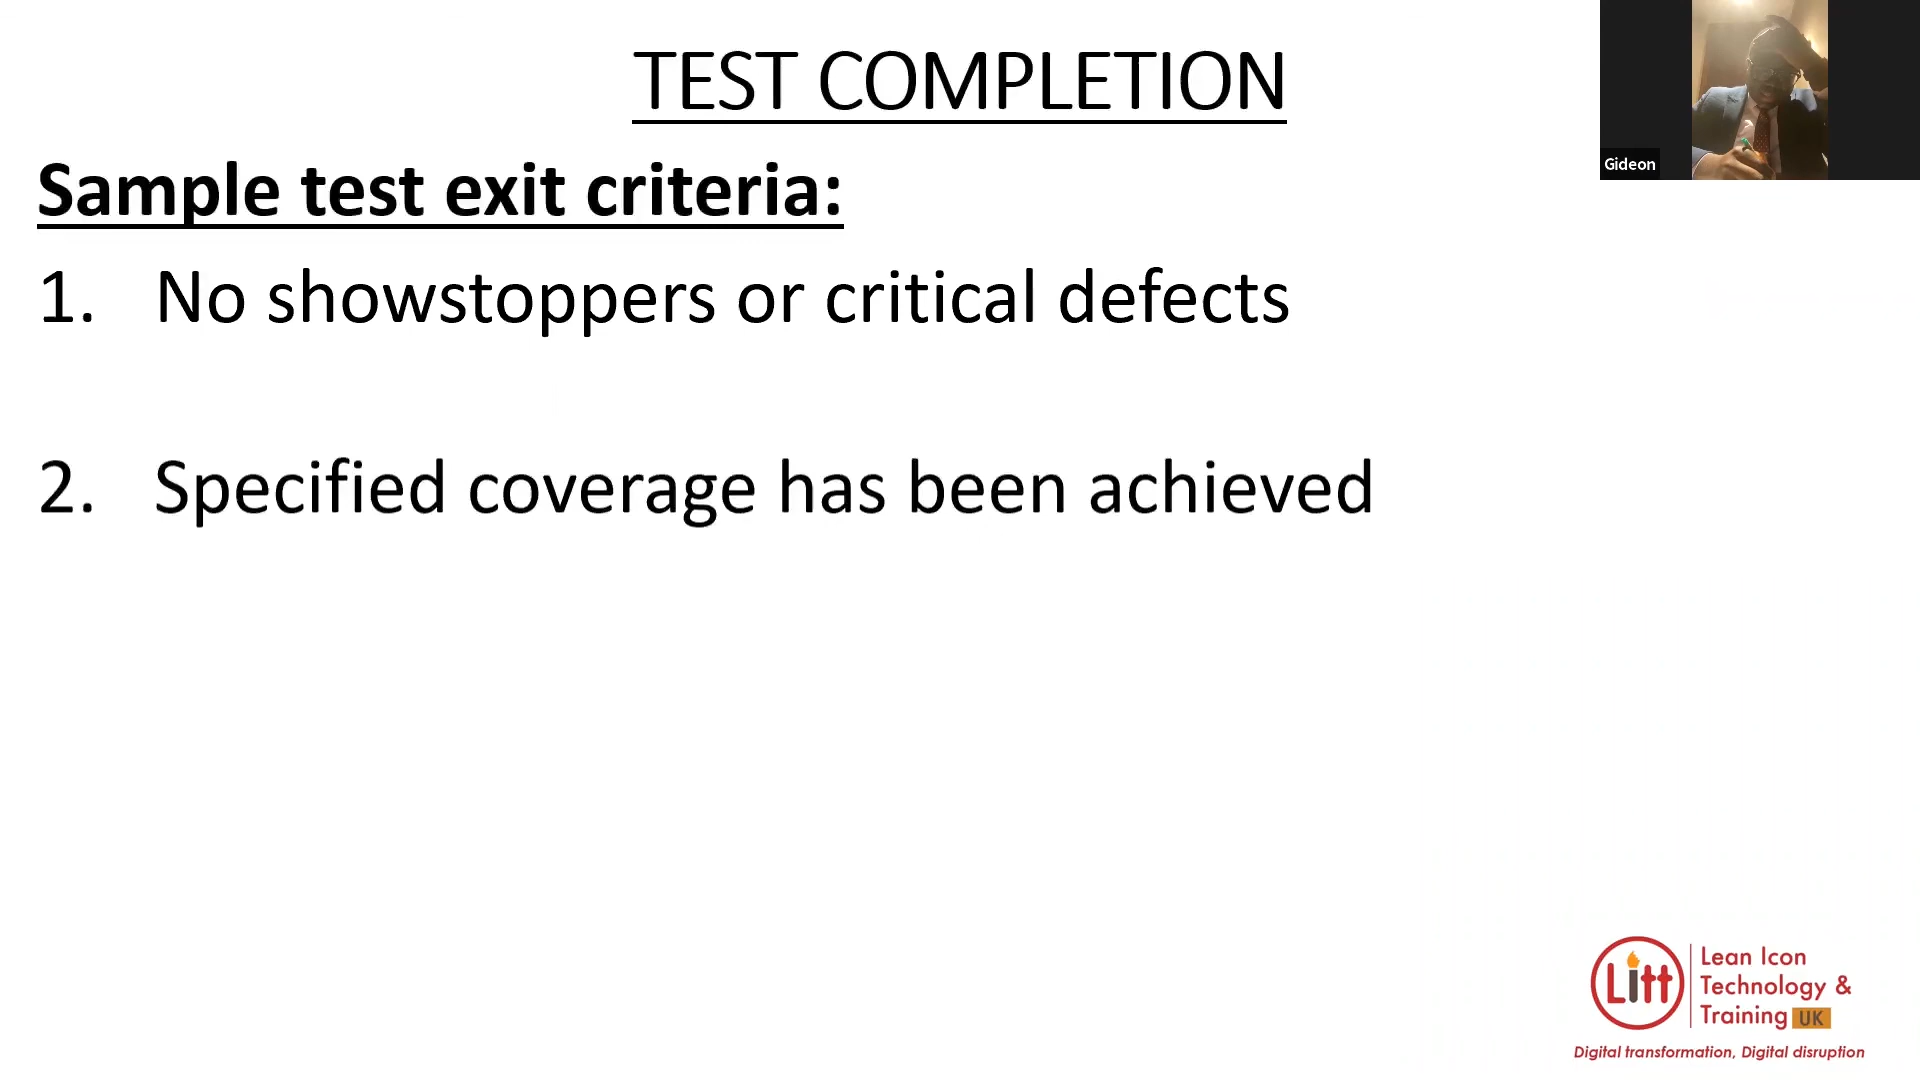 TEST COMPLETION
Gideon
Sample test exit criteria:
1. No showstoppers or critical defects
2. Specified coverage has been achieved
Litt
Lean Icon
Technology &
Training UK
Digital transformation, Digital disruption